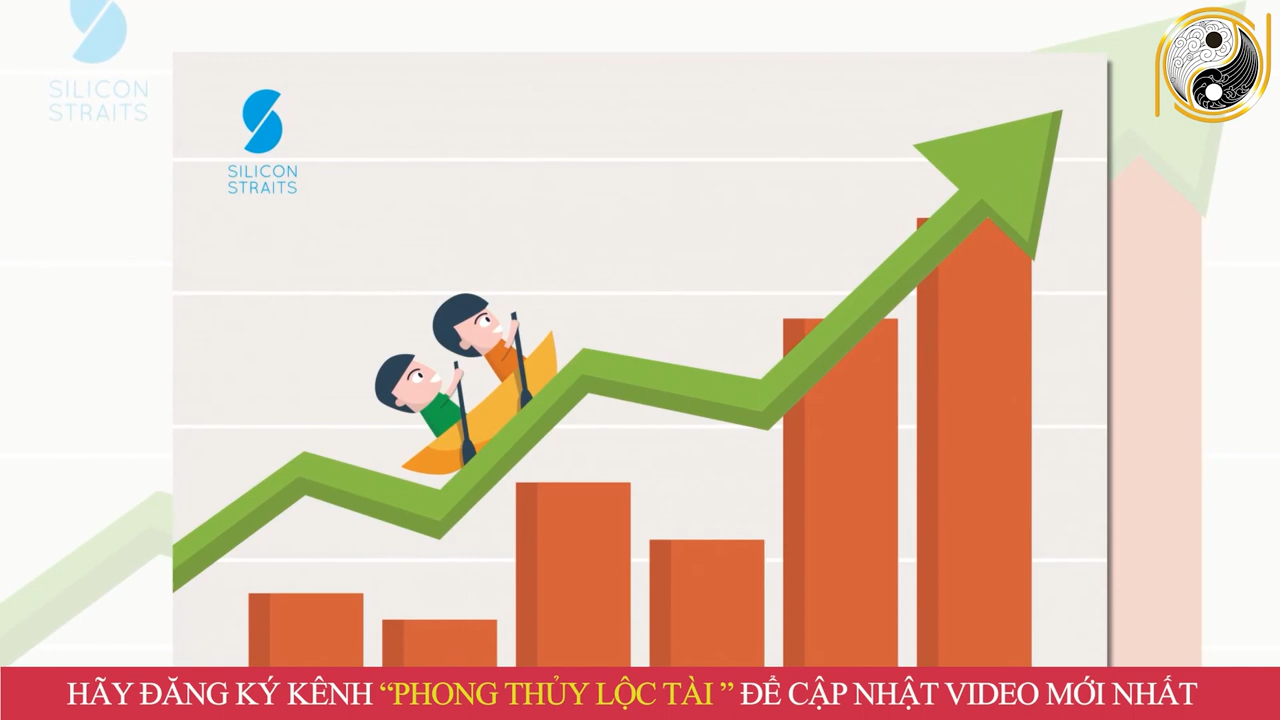 SILICON
STRAITS
SILICON
STRAITS
HÃY ĐĂNG KÝ KÊNH “PHONG THỦY LỘC TÀI ” ĐỂ CẬP NHẬT VIDEO MỚI NHẤT